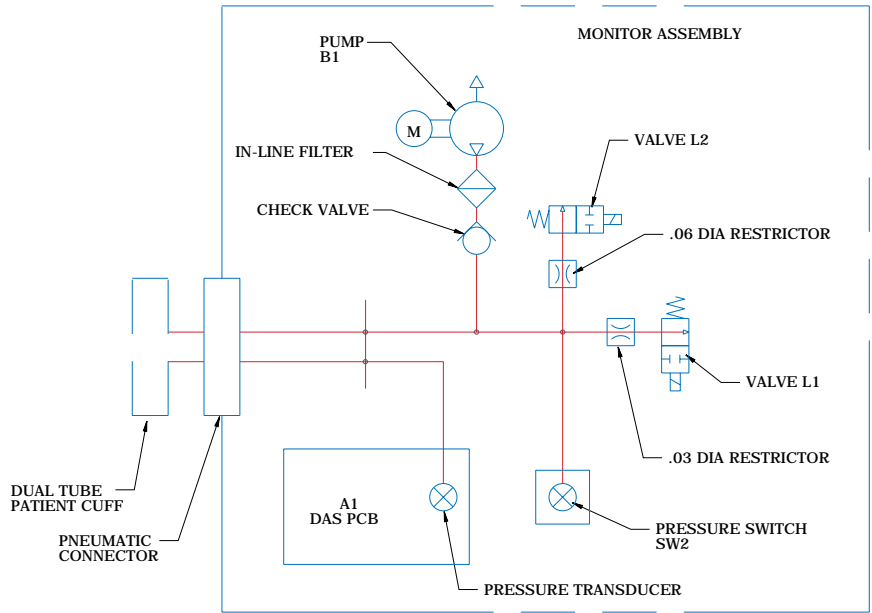 MONITOR ASSEMBLY
PUMP
B1
M
IN-LINE FILTER
VALVE L2
CHECK VALVE
.06 DIA RESTRICTOR
VALVE L1
.03 DIA RESTRICTOR
DUAL TUBE
PATIENT CUFF
A1
DAS PCB
PNEUMATIC
CONNECTOR
PRESSURE SWITCH
SW2
PRESSURE TRANSDUCER